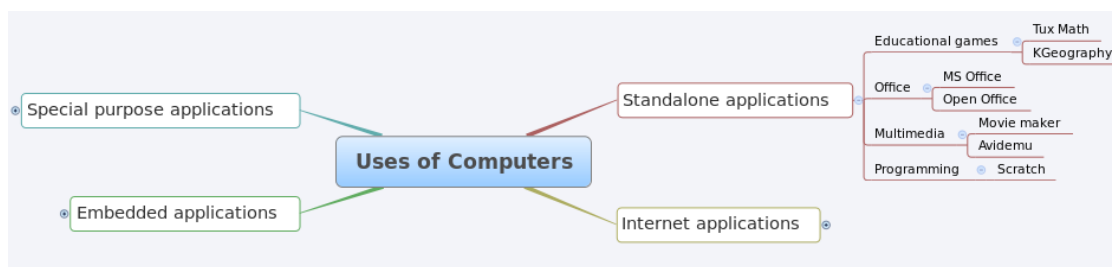 Uses of Computers
Standalone applications
Educational games
Tux Math
KGeography
Office
MS Office
Open Office
Multimedia
Movie maker
Avidemu
Programming
Scratch
Internet applications
Special purpose applications
Embedded applications